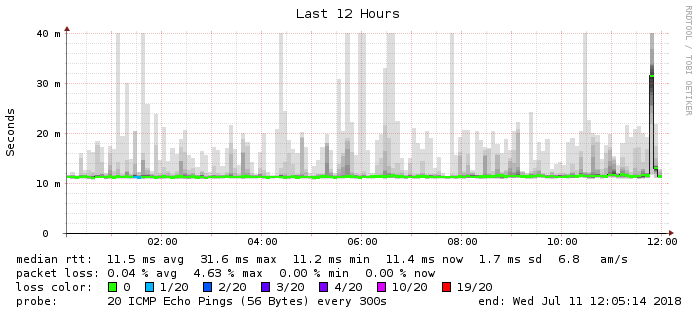 Last 12 Hours
RRDTOOL / TOBI OETIKER
40 m
30 m
20 m
10 m
0
Seconds
02:00 04:00 06:00 08:00 10:00 12:00
median rtt: 11.5 ms avg 31.6 ms max 11.2 ms min 11.4 ms now 1.7 ms sd 6.8 am/s
packet loss: 0.04 % avg 4.63 % max 0.00 % min 0.00 % now
loss color: 0 1/20 2/20 3/20 4/20 10/20 19/20
probe: 20 ICMP Echo Pings (56 Bytes) every 300s end: Wed Jul 11 12:05:14 2018